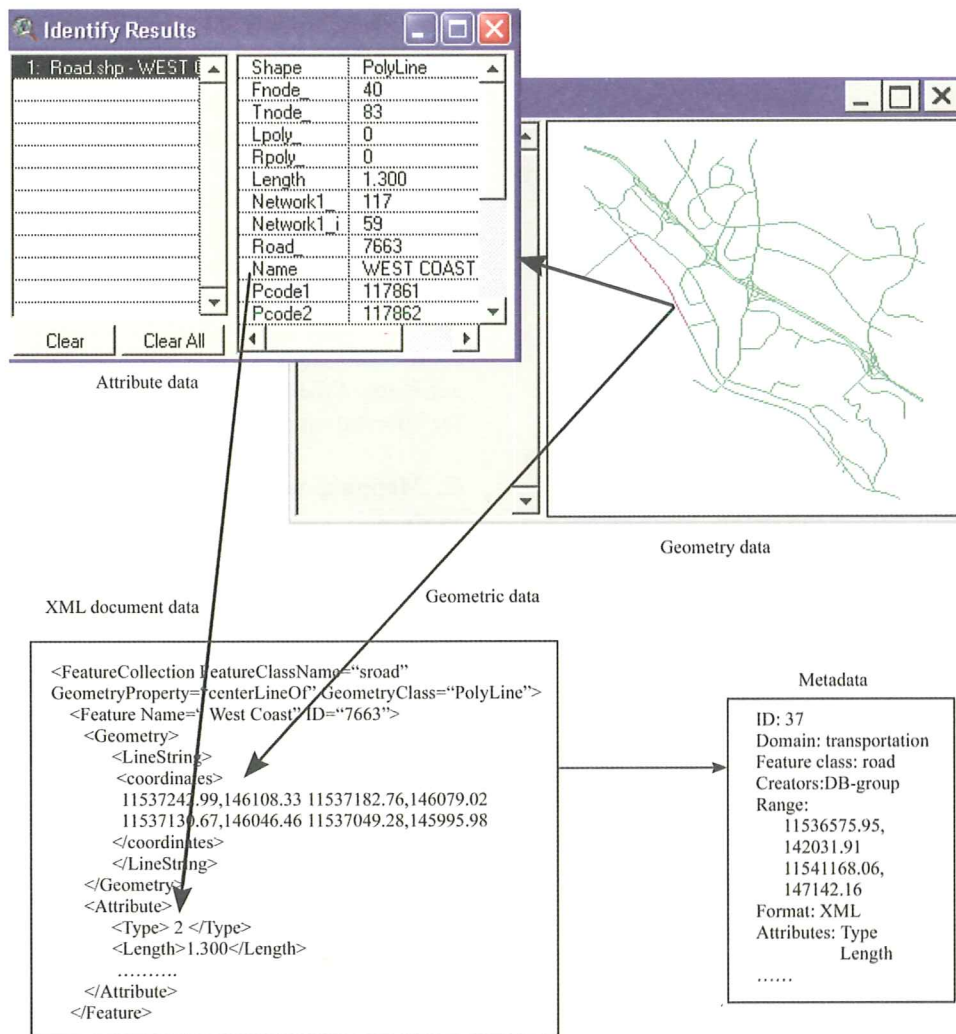 Identify Results
1: Road.shp - WEST
Shape PolyLine
Fnode_ 40
Tnode_ 83
Lpoly_ 0
Rpoly_ 0
Length 1.300
Network1_ 117
Network1_i 59
Road_ 7663
Name WEST COAST
Pcode1 117861
Pcode2 117862
Clear Clear All
Attribute data
Geometry data
XML document data
Geometric data
<FeatureCollection FeatureClassName=“sroad”
GeometryProperty=“centerLineOf” GeometryClass=“PolyLine”>
<Feature Name=“ West Coast” ID=“7663”>
<Geometry>
<LineString>
<coordinates>
11537242.99,146108.33 11537182.76,146079.02
11537130.67,146046.46 11537049.28,145995.98
</coordinates>
</LineString>
</Geometry>
<Attribute>
<Type> 2 </Type>
<Length>1.300</Length>
……….
</Attribute>
</Feature>
Metadata
ID: 37
Domain: transportation
Feature class: road
Creators:DB-group
Range:
11536575.95,
142031.91
11541168.06,
147142.16
Format: XML
Attributes: Type
Length
……